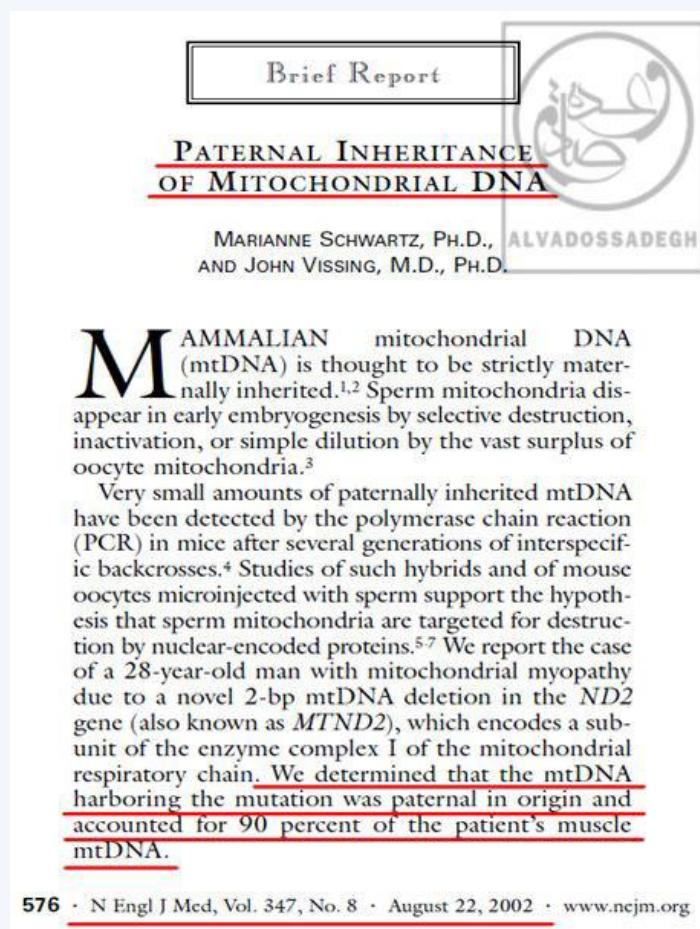 Brief Report
PATERNAL INHERITANCE
OF MITOCHONDRIAL DNA
MARIANNE SCHWARTZ, PH.D.,
AND JOHN VISSING, M.D., PH.D.
ALVADOSSADEGH
MAMMALIAN mitochondrial DNA
(mtDNA) is thought to be strictly mater-
nally inherited.1,2 Sperm mitochondria dis-
appear in early embryogenesis by selective destruction,
inactivation, or simple dilution by the vast surplus of
oocyte mitochondria.3
Very small amounts of paternally inherited mtDNA
have been detected by the polymerase chain reaction
(PCR) in mice after several generations of interspecif-
ic backcrosses.4 Studies of such hybrids and of mouse
oocytes microinjected with sperm support the hypoth-
esis that sperm mitochondria are targeted for destruc-
tion by nuclear-encoded proteins.5-7 We report the case
of a 28-year-old man with mitochondrial myopathy
due to a novel 2-bp mtDNA deletion in the ND2
gene (also known as MTND2), which encodes a sub-
unit of the enzyme complex I of the mitochondrial
respiratory chain. We determined that the mtDNA
harboring the mutation was paternal in origin and
accounted for 90 percent of the patient's muscle
mtDNA.
576 · N Engl J Med, Vol. 347, No. 8 · August 22, 2002 · www.nejm.org